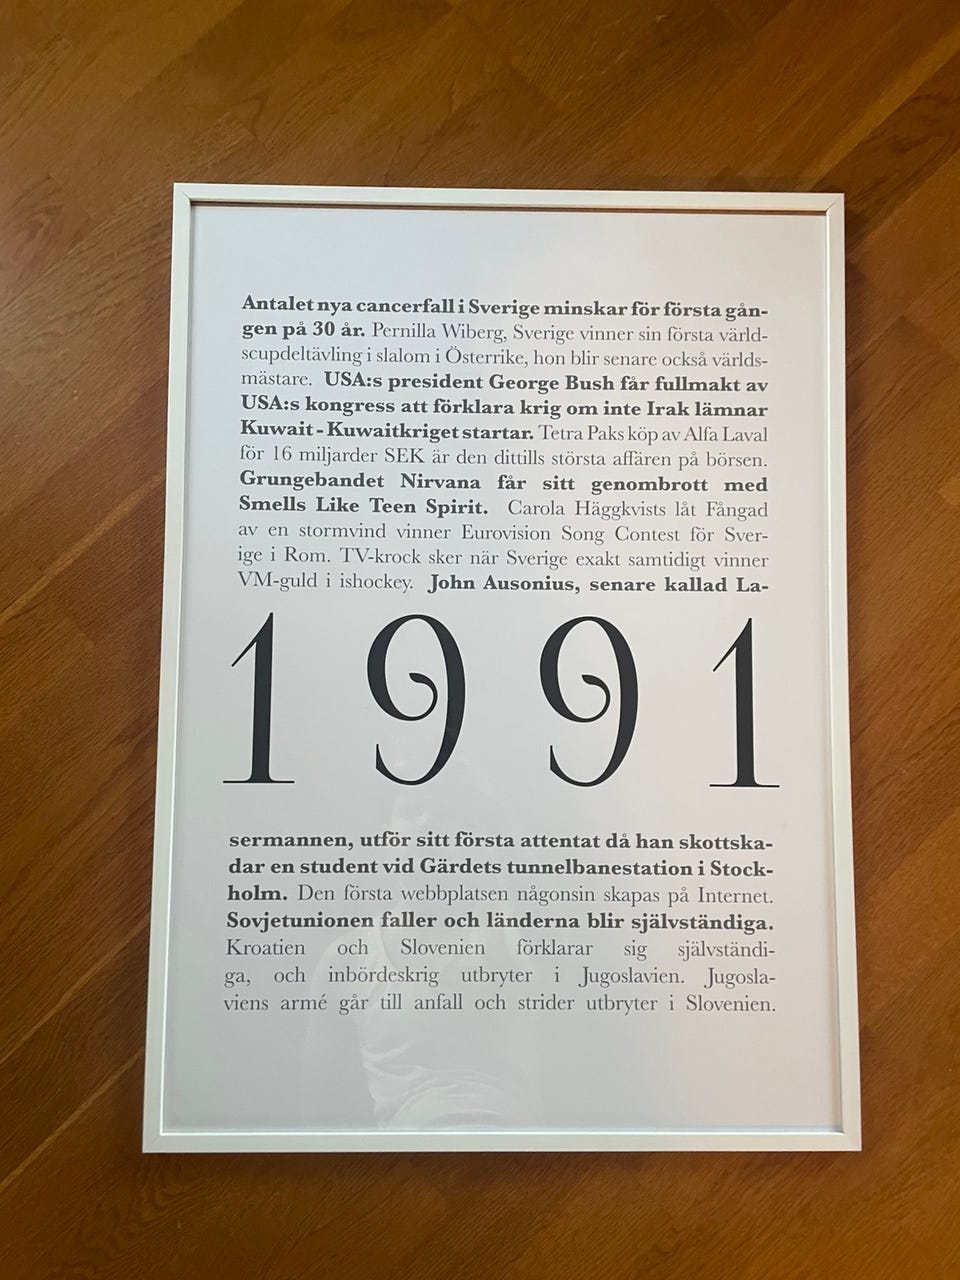 Antalet nya cancerfall i Sverige minskar för första gån-
gen på 30 år. Pernilla Wiberg, Sverige vinner sin första värld-
scupdeltävling i slalom i Österrike, hon blir senare också världs-
mästare. USA:s president George Bush får fullmakt av
USA:s kongress att förklara krig om inte Irak lämnar
Kuwait - Kuwaitkriget startar. Tetra Paks köp av Alfa Laval
för 16 miljarder SEK är den dittills största affären på börsen.
Grungebandet Nirvana får sitt genombrott med
Smells Like Teen Spirit. Carola Häggkvists låt Fångad
av en stormvind vinner Eurovision Song Contest för Sver-
ige i Rom. TV-krock sker när Sverige exakt samtidigt vinner
VM-guld i ishockey. John Ausonius, senare kallad La-
1991
sermannen, utför sitt första attentat då han skottska-
dar en student vid Gärdets tunnelbanestation i Stock-
holm. Den första webbplatsen någonsin skapas på Internet.
Sovjetunionen faller och länderna blir självständiga.
Kroatien och Slovenien förklarar sig självständi-
ga, och inbördeskrig utbryter i Jugoslavien. Jugosla-
viens armé går till anfall och strider utbryter i Slovenien.